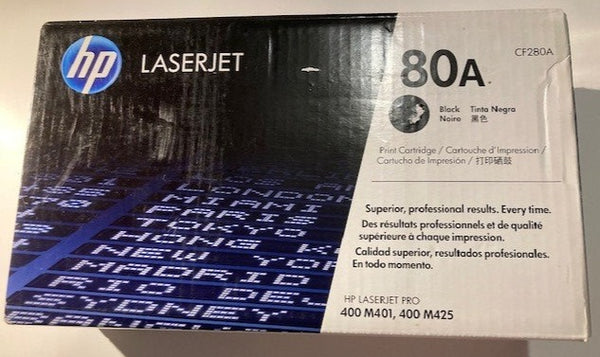 hp LASERJET
80A
CF280A
Black Tinta Negra
Noire 黑色
Print Cartridge / Cartouche d'Impression /
Cartucho de Impresión / 打印硒鼓
LONDON
MIAMI
PARIS
TOKYO
HONG K
NEW YO
MADRID
RIO DE
SYDNEY
Superior, professional results. Every time.
Des résultats professionnels et de qualité
supérieure à chaque impression.
Calidad superior, resultados profesionales.
En todo momento.
HP LASERJET PRO
400 M401, 400 M425